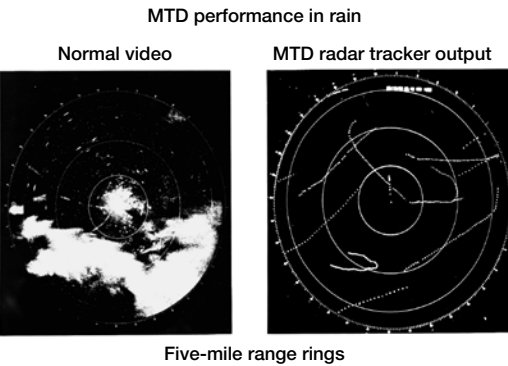 MTD performance in rain
Normal video
MTD radar tracker output
Five-mile range rings